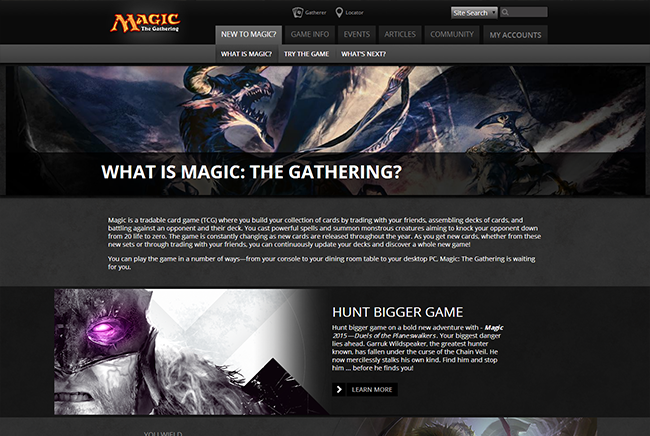 MAGIC
The Gathering
Gatherer
Locator
Site Search
NEW TO MAGIC?
GAME INFO
EVENTS
ARTICLES
COMMUNITY
MY ACCOUNTS
WHAT IS MAGIC?
TRY THE GAME
WHAT'S NEXT?
WHAT IS MAGIC: THE GATHERING?
Magic is a tradable card game (TCG) where you build your collection of cards by trading with your friends, assembling decks of cards, and
battling against an opponent and their deck. You cast powerful spells and summon monstrous creatures aiming to knock your opponent down
from 20 life to zero. The game is constantly changing as new cards are released throughout the year. As you get new cards, whether from these
new sets or through trading with your friends, you can continuously update your decks and discover a whole new game!
You can play the game in a number of ways—from your console to your dining room table to your desktop PC, Magic: The Gathering is waiting
for you.
HUNT BIGGER GAME
Hunt bigger game on a bold new adventure with - Magic
2015—Duels of the Planeswalkers. Your biggest danger
lies ahead. Garruk Wildspeaker, the greatest hunter
known, has fallen under the curse of the Chain Veil. He
now mercilessly stalks his own kind. Find him and stop
him ... before he finds you!
LEARN MORE
YOU WIELD